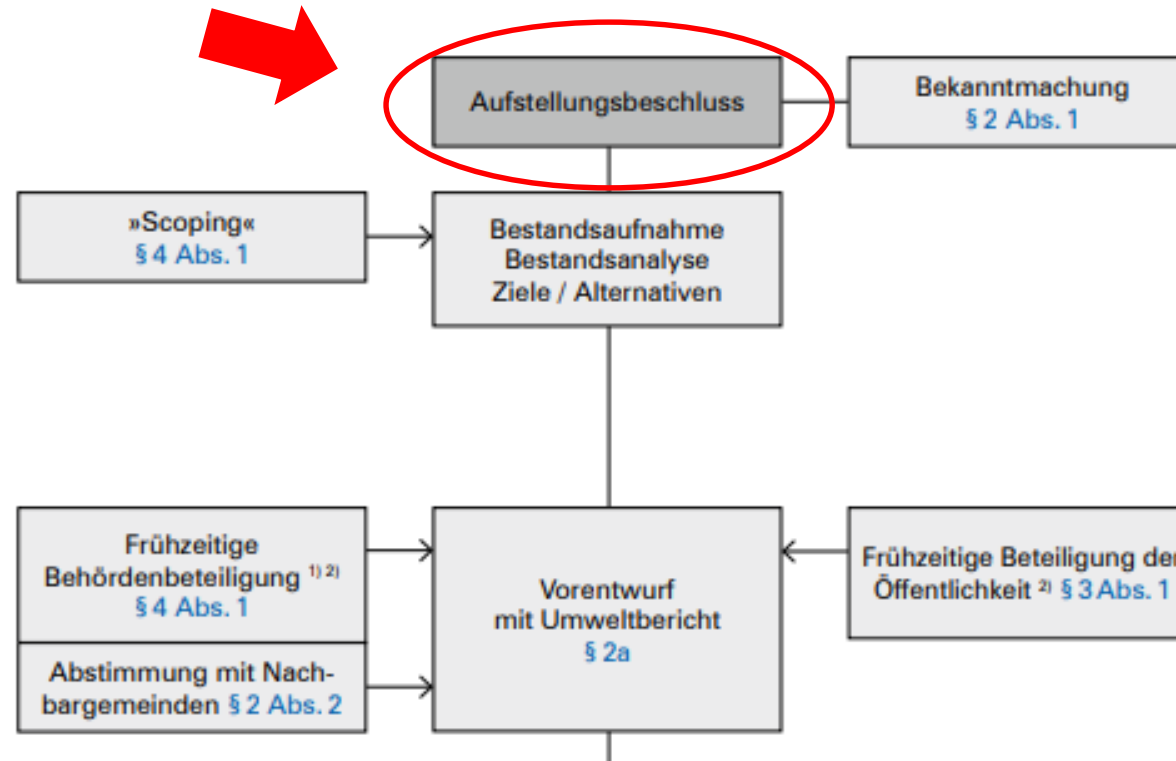 Aufstellungsbeschluss
Bekanntmachung
§ 2 Abs. 1
»Scoping«
§ 4 Abs. 1
Bestandsaufnahme
Bestandsanalyse
Ziele / Alternativen
Frühzeitige
Behördenbeteiligung ¹⁾ ²⁾
§ 4 Abs. 1
Abstimmung mit Nach-
bargemeinden § 2 Abs. 2
Vorentwurf
mit Umweltbericht
§ 2a
Frühzeitige Beteiligung der
Öffentlichkeit ²⁾ § 3 Abs. 1